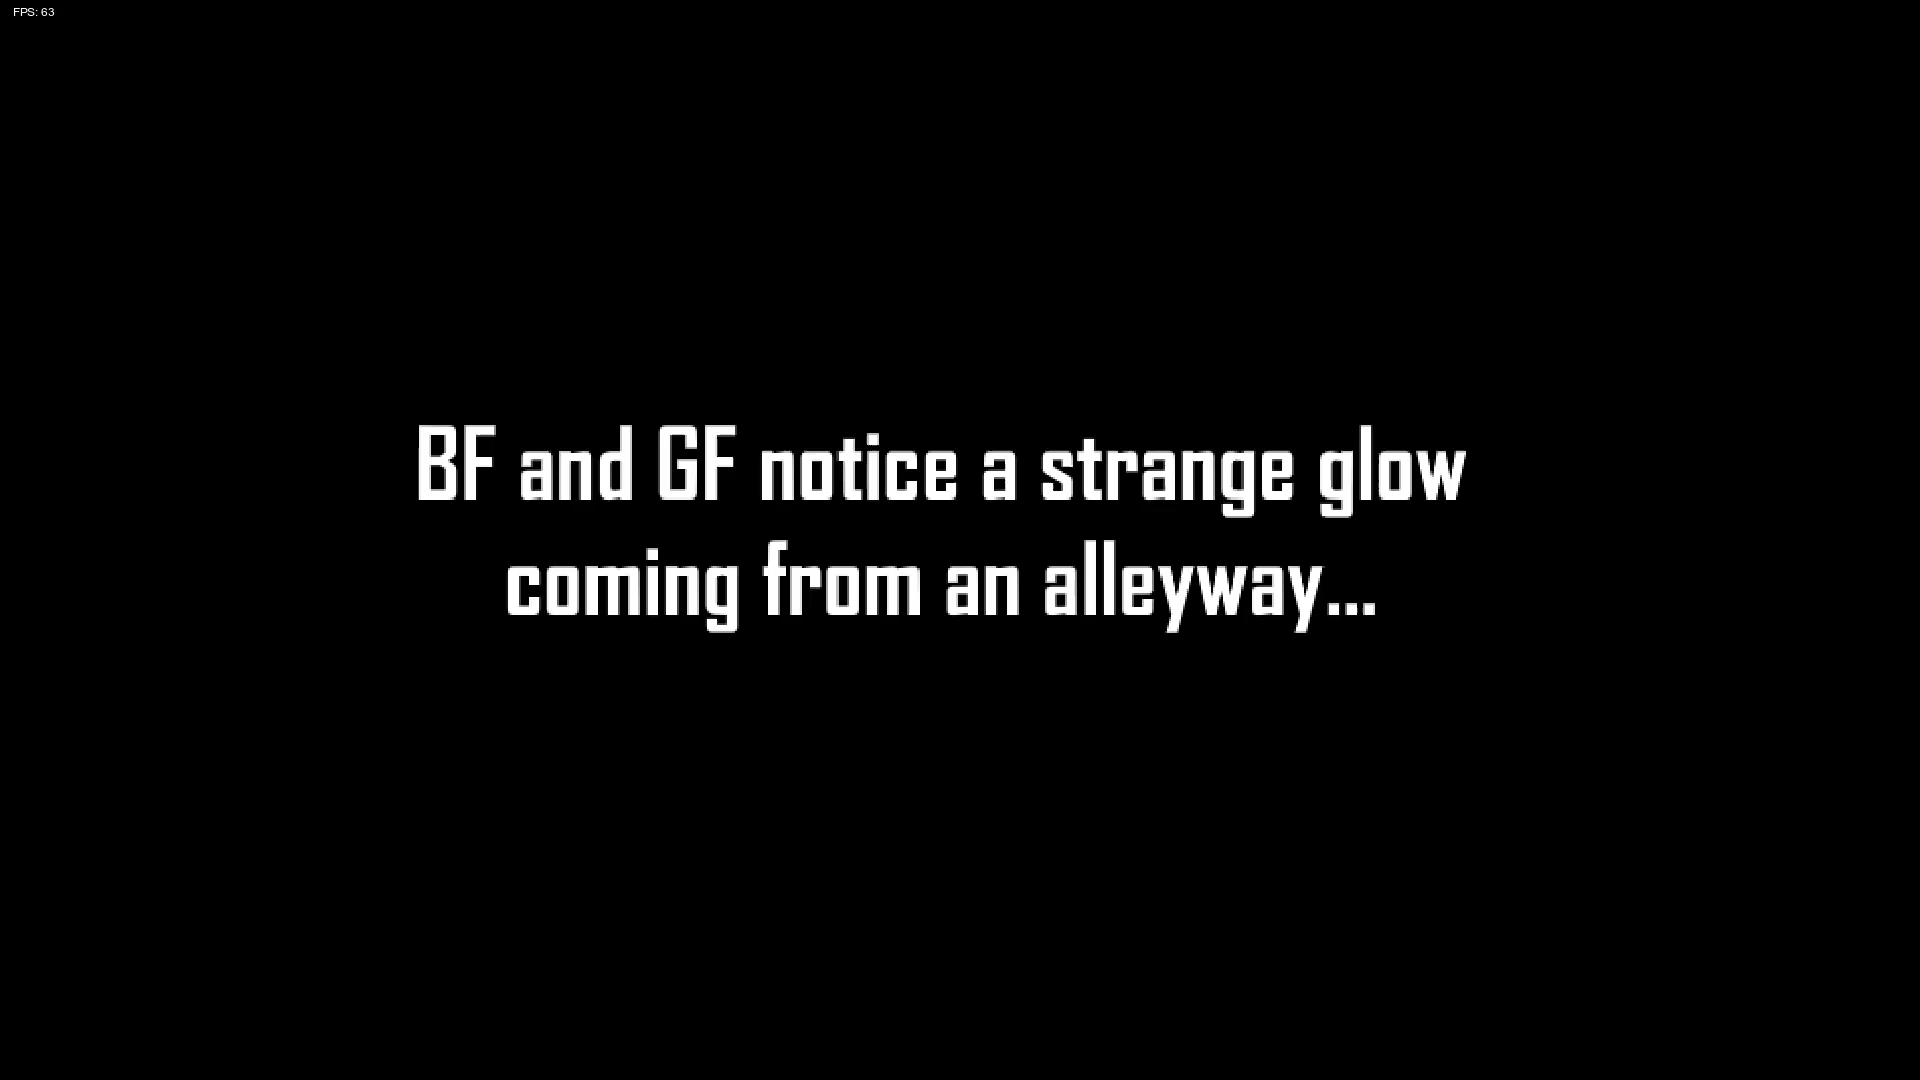 FPS: 63
BF and GF notice a strange glow
coming from an alleyway...